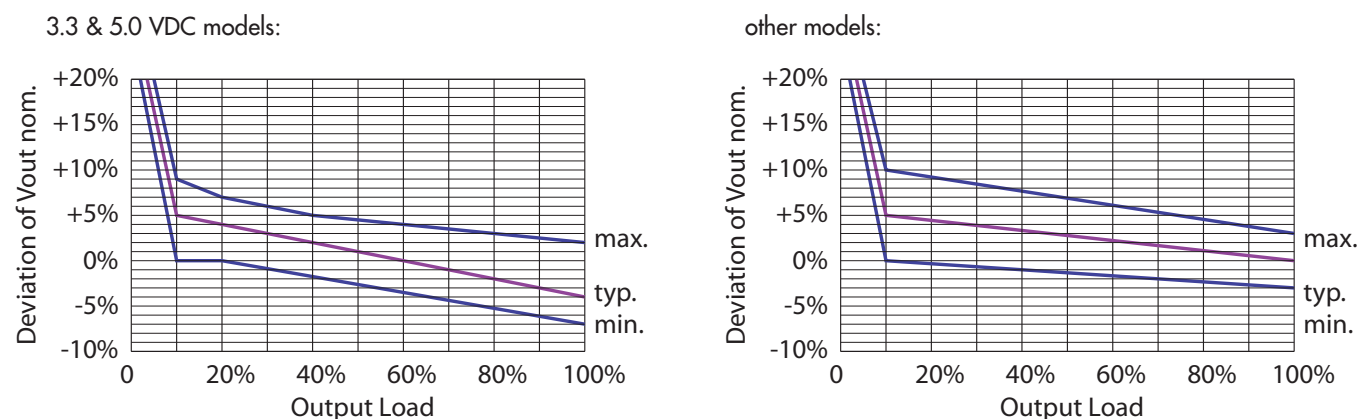 3.3 & 5.0 VDC models:
+20%
+15%
+10%
+5%
0%
-5%
-10%
Deviation of Vout nom.
max.
typ.
min.
0 20% 40% 60% 80% 100%
Output Load
other models:
+20%
+15%
+10%
+5%
0%
-5%
-10%
Deviation of Vout nom.
max.
typ.
min.
0 20% 40% 60% 80% 100%
Output Load